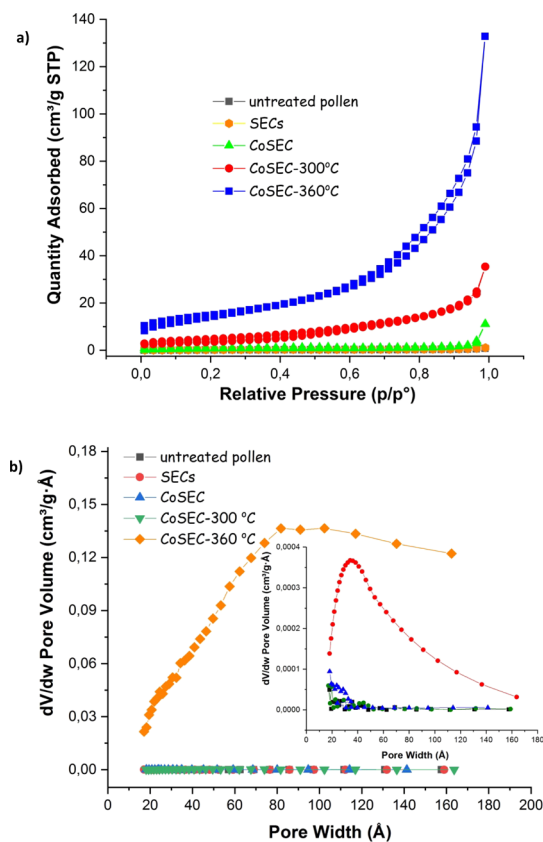 a)
140
120
100
80
60
40
20
0
Quantity Adsorbed (cm³/g STP)
untreated pollen
SECs
CoSEC
CoSEC-300°C
CoSEC-360°C
0,0 0,2 0,4 0,6 0,8 1,0
Relative Pressure (p/p°)
b)
0,18
0,15
0,12
0,09
0,06
0,03
0,00
dV/dw Pore Volume (cm³/g·Å)
untreated pollen
SECs
CoSEC
CoSEC-300 °C
CoSEC-360 °C
0,0004
0,0003
0,0002
0,0001
0,0000
dV/dw Pore Volume (cm³/g·Å)
0 20 40 60 80 100 120 140 160
Pore Width (Å)
0 20 40 60 80 100 120 140 160 180 200
Pore Width (Å)